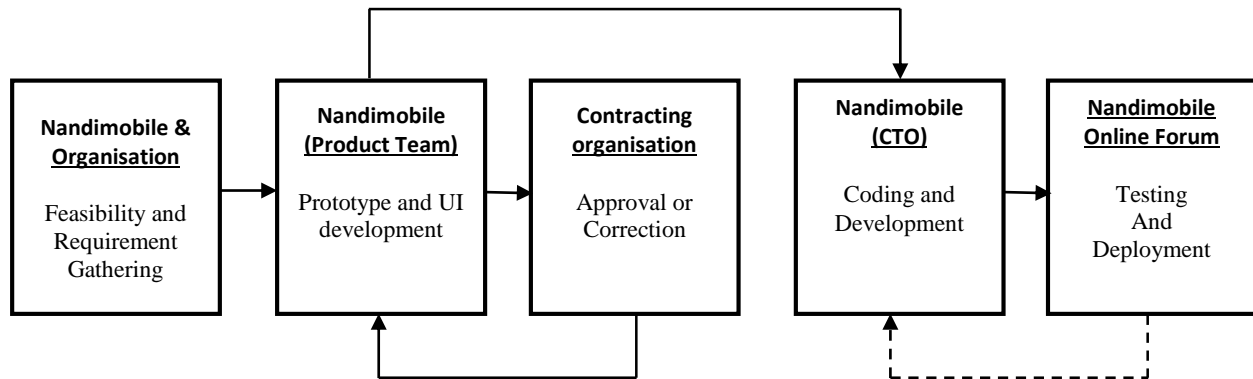 Nandimobile &
Organisation
Feasibility and
Requirement
Gathering
Nandimobile
(Product Team)
Prototype and UI
development
Contracting
organisation
Approval or
Correction
Nandimobile
(CTO)
Coding and
Development
Nandimobile
Online Forum
Testing
And
Deployment